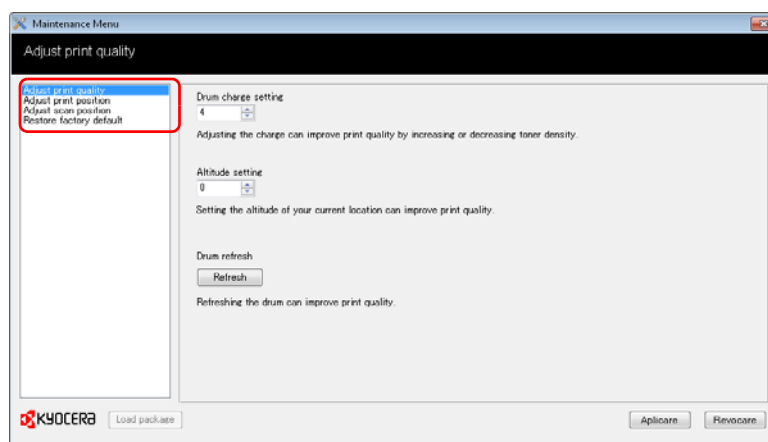 Maintenance Menu
Adjust print quality
Adjust print quality
Adjust print position
Adjust scan position
Restore factory default
Drum charge setting
4
Adjusting the charge can improve print quality by increasing or decreasing toner density.
Altitude setting
0
Setting the altitude of your current location can improve print quality.
Drum refresh
Refresh
Refreshing the drum can improve print quality.
KYOCERA Load package Aplicare Revocare